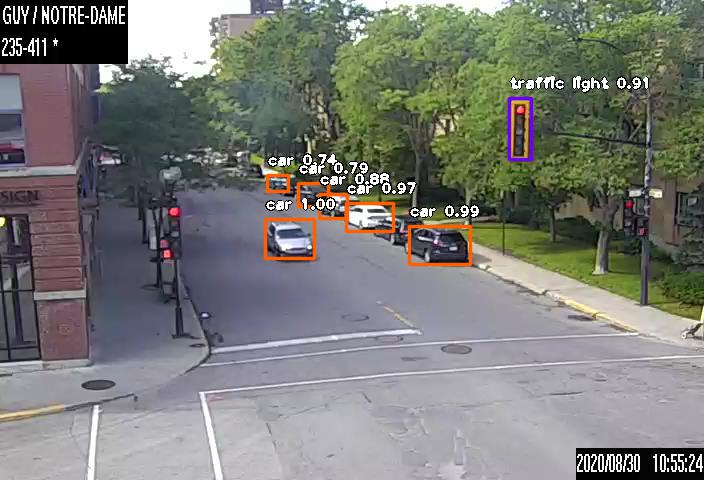 GUY / NOTRE-DAME
235-411 *
traffic light 0.91
car 0.74
car 0.79
car 0.88
car 0.97
car 1.00
car 0.99
SIGN
2020/08/30 10:55:24